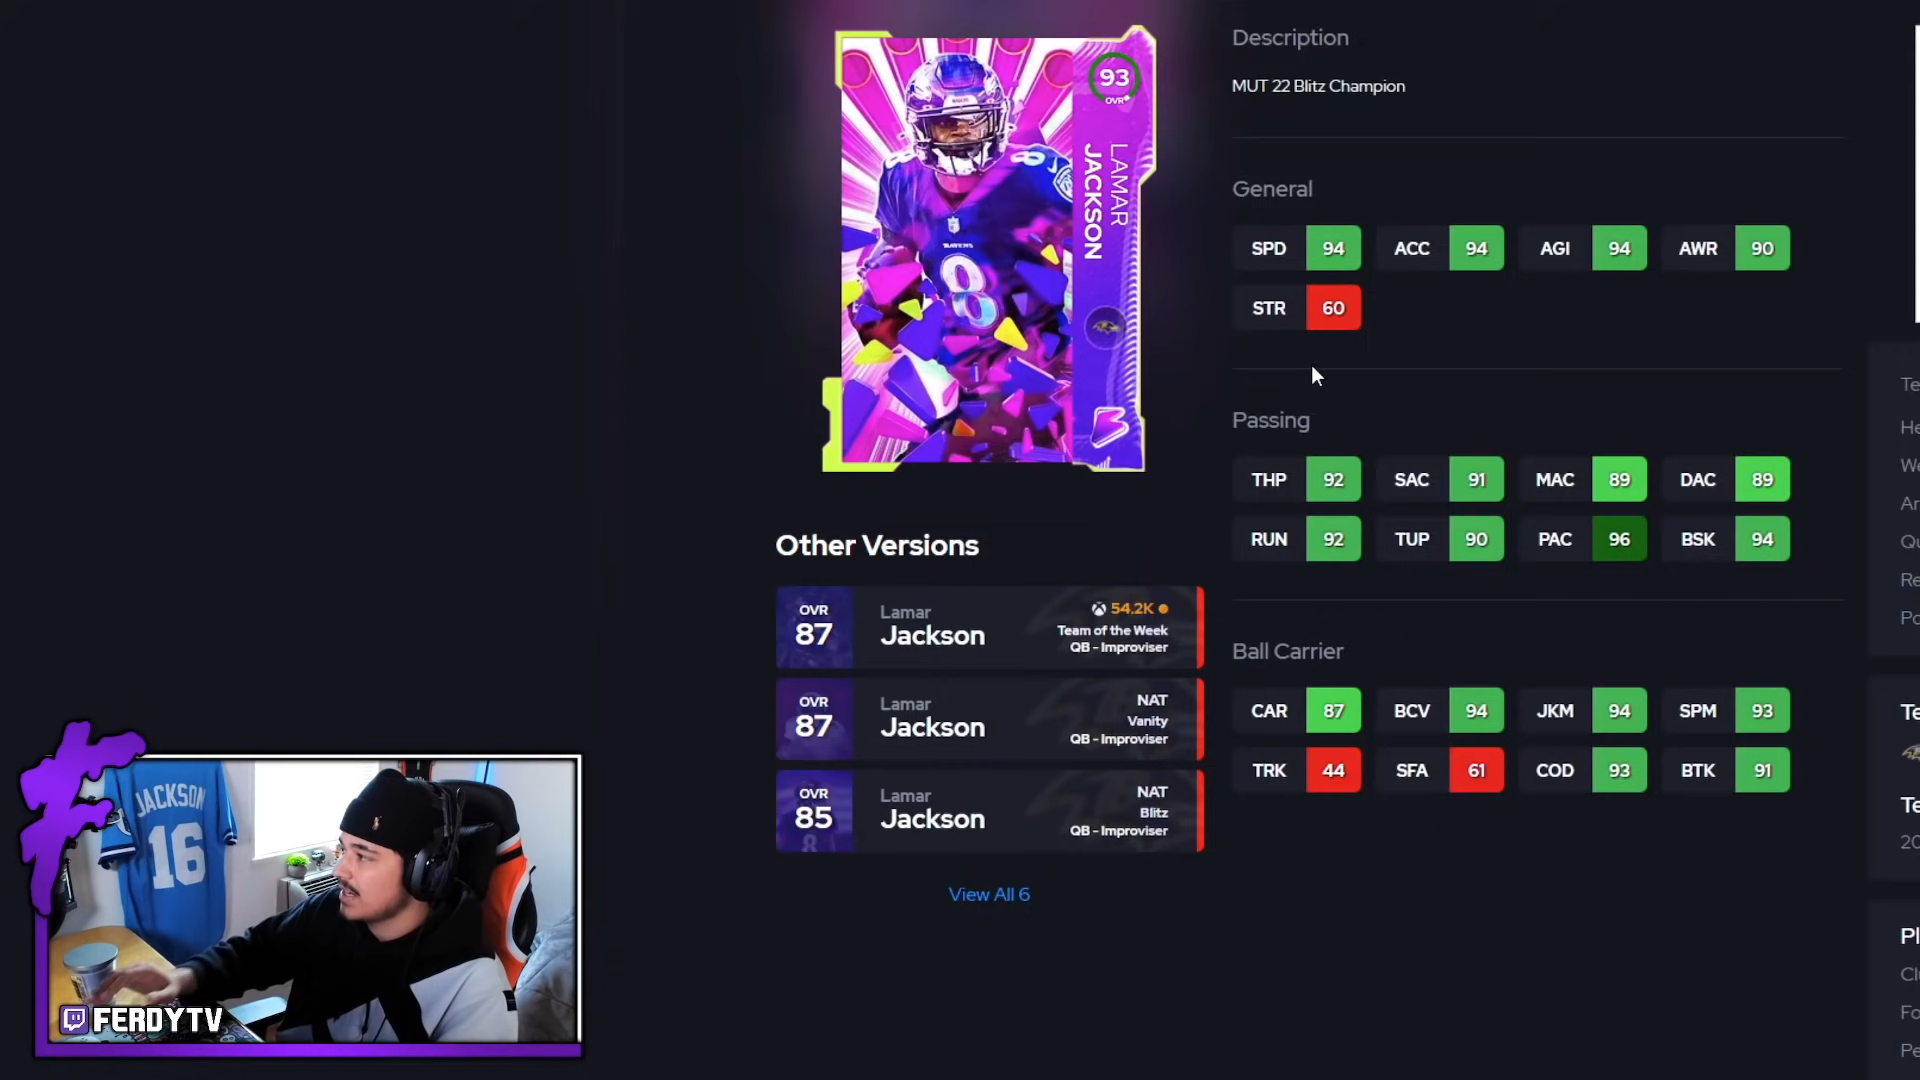 93
OVR
LAMAR
JACKSON
RAVENS
8
8
8
Description
MUT 22 Blitz Champion
General
SPD 94 ACC 94 AGI 94 AWR 90
STR 60
Passing
THP 92 SAC 91 MAC 89 DAC 89
RUN 92 TUP 90 PAC 96 BSK 94
Ball Carrier
CAR 87 BCV 94 JKM 94 SPM 93
TRK 44 SFA 61 COD 93 BTK 91
Other Versions
OVR
87
Lamar
Jackson
54.2K
Team of the Week
QB - Improviser
OVR
87
Lamar
Jackson
NAT
Vanity
QB - Improviser
OVR
85
Lamar
Jackson
NAT
Blitz
QB - Improviser
View All 6
JACKSON
16
FERDYTV